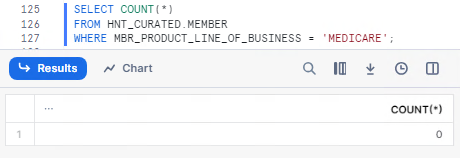 125 SELECT COUNT(*)
126 FROM HNT_CURATED.MEMBER
127 WHERE MBR_PRODUCT_LINE_OF_BUSINESS = 'MEDICARE';
Results Chart
... COUNT(*)
1 0